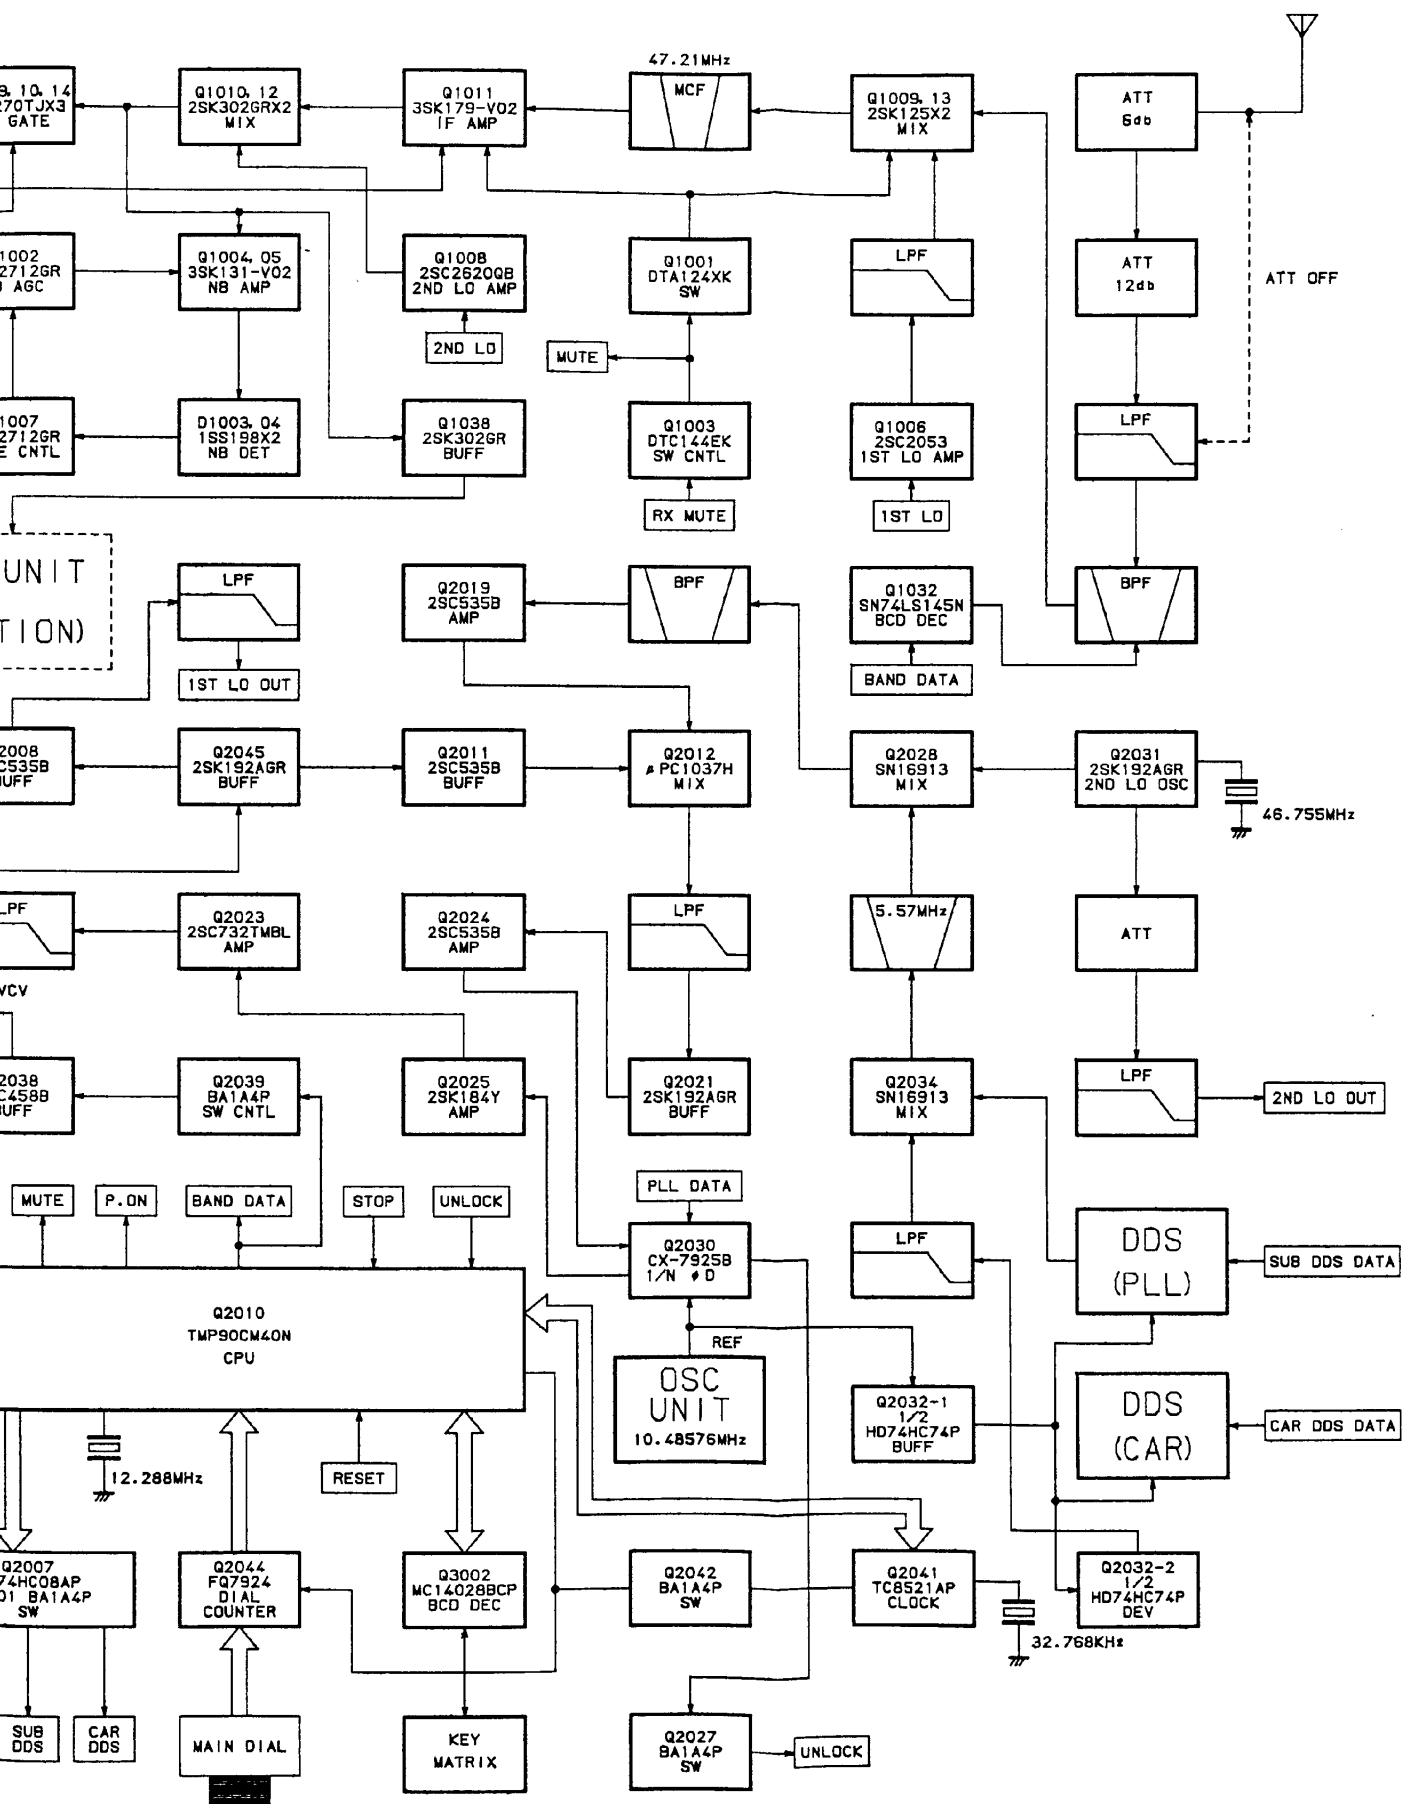 47.21MHz
9,10,14
270TJX3
GATE
Q1010,12
2SK302GRX2
MIX
Q1011
3SK179-V02
IF AMP
MCF
Q1009,13
2SK125X2
MIX
ATT
6db
1002
2712GR
AGC
Q1004,05
3SK131-V02
NB AMP
Q1008
2SC2620QB
2ND LO AMP
Q1001
DTA124XK
SW
LPF
ATT
12db
ATT OFF
2ND LO
MUTE
1007
2712GR
E CNTL
D1003,04
1SS198X2
NB DET
Q1038
2SK302GR
BUFF
Q1003
DTC144EK
SW CNTL
Q1006
2SC2053
1ST LO AMP
LPF
RX MUTE
1ST LO
UNIT
TION)
LPF
Q2019
2SC535B
AMP
BPF
Q1032
SN74LS145N
BCD DEC
BPF
1ST LO OUT
BAND DATA
2008
C535B
BUFF
Q2045
2SK192AGR
BUFF
Q2011
2SC535B
BUFF
Q2012
μPC1037H
MIX
Q2028
SN16913
MIX
Q2031
2SK192AGR
2ND LO OSC
46.755MHz
LPF
Q2023
2SC732TMBL
AMP
Q2024
2SC535B
AMP
LPF
5.57MHz
ATT
VCV
2038
C458B
BUFF
Q2039
BA1A4P
SW CNTL
Q2025
2SK184Y
AMP
Q2021
2SK192AGR
BUFF
Q2034
SN16913
MIX
LPF
2ND LO OUT
MUTE
P.ON
BAND DATA
STOP
UNLOCK
PLL DATA
Q2030
CX-7925B
1/N φD
LPF
DDS
(PLL)
SUB DDS DATA
Q2010
TMP90CM40N
CPU
REF
OSC
UNIT
10.48576MHz
Q2032-1
1/2
HD74HC74P
BUFF
DDS
(CAR)
CAR DDS DATA
12.288MHz
RESET
Q2007
74HC08AP
01 BA1A4P
SW
Q2044
FQ7924
DIAL
COUNTER
Q3002
MC14028BCP
BCD DEC
Q2042
BA1A4P
SW
Q2041
TC8521AP
CLOCK
32.768KHz
Q2032-2
1/2
HD74HC74P
DEV
SUB
DDS
CAR
DDS
MAIN DIAL
KEY
MATRIX
Q2027
BA1A4P
SW
UNLOCK